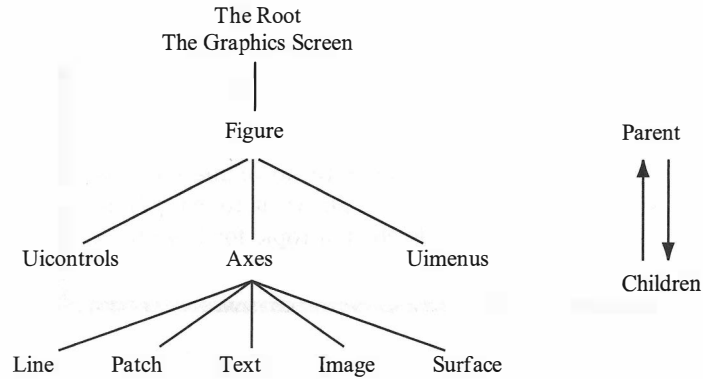 The Root
The Graphics Screen
Figure
Parent
Uicontrols Axes Uimenus
Children
Line Patch Text Image Surface